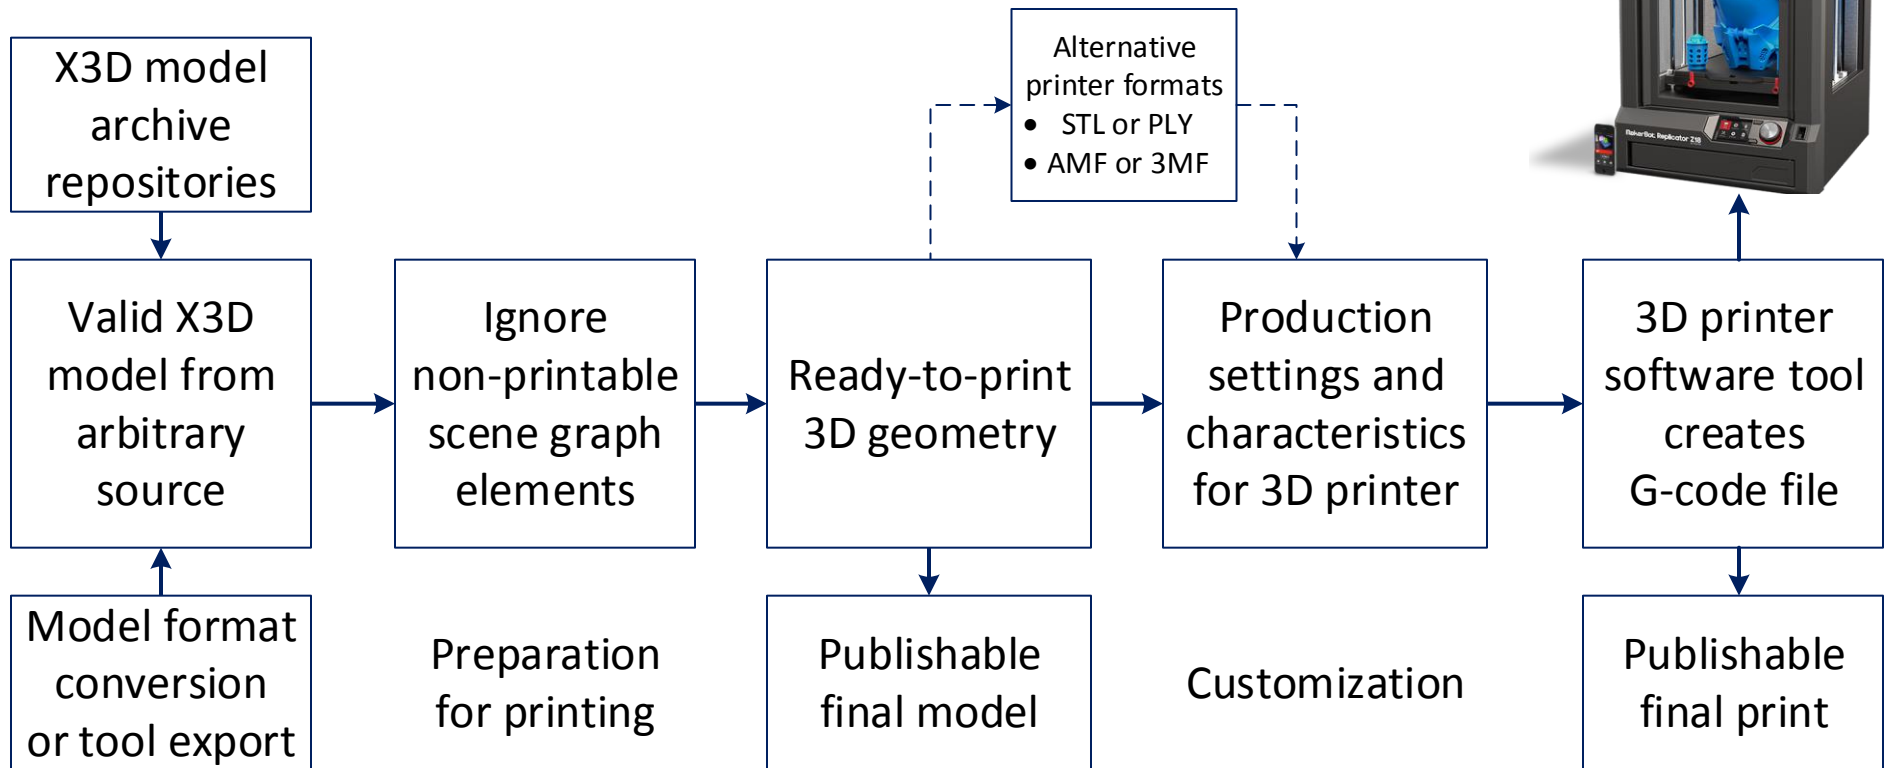 Alternative
printer formats
• STL or PLY
• AMF or 3MF
MakerBot Replicator Z18
X3D model
archive
repositories
Valid X3D
model from
arbitrary
source
Ignore
non-printable
scene graph
elements
Ready-to-print
3D geometry
Production
settings and
characteristics
for 3D printer
3D printer
software tool
creates
G-code file
Model format
conversion
or tool export
Preparation
for printing
Publishable
final model
Customization
Publishable
final print